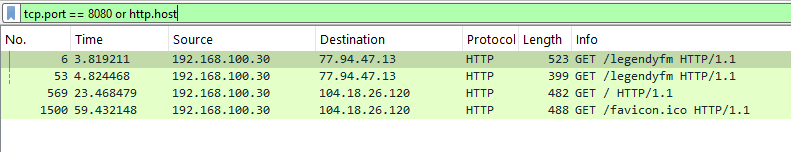 tcp.port == 8080 or http.host
No. Time Source Destination Protocol Length Info
6 3.819211 192.168.100.30 77.94.47.13 HTTP 523 GET /legendyfm HTTP/1.1
53 4.824468 192.168.100.30 77.94.47.13 HTTP 399 GET /legendyfm HTTP/1.1
569 23.468479 192.168.100.30 104.18.26.120 HTTP 482 GET / HTTP/1.1
1500 59.432148 192.168.100.30 104.18.26.120 HTTP 488 GET /favicon.ico HTTP/1.1